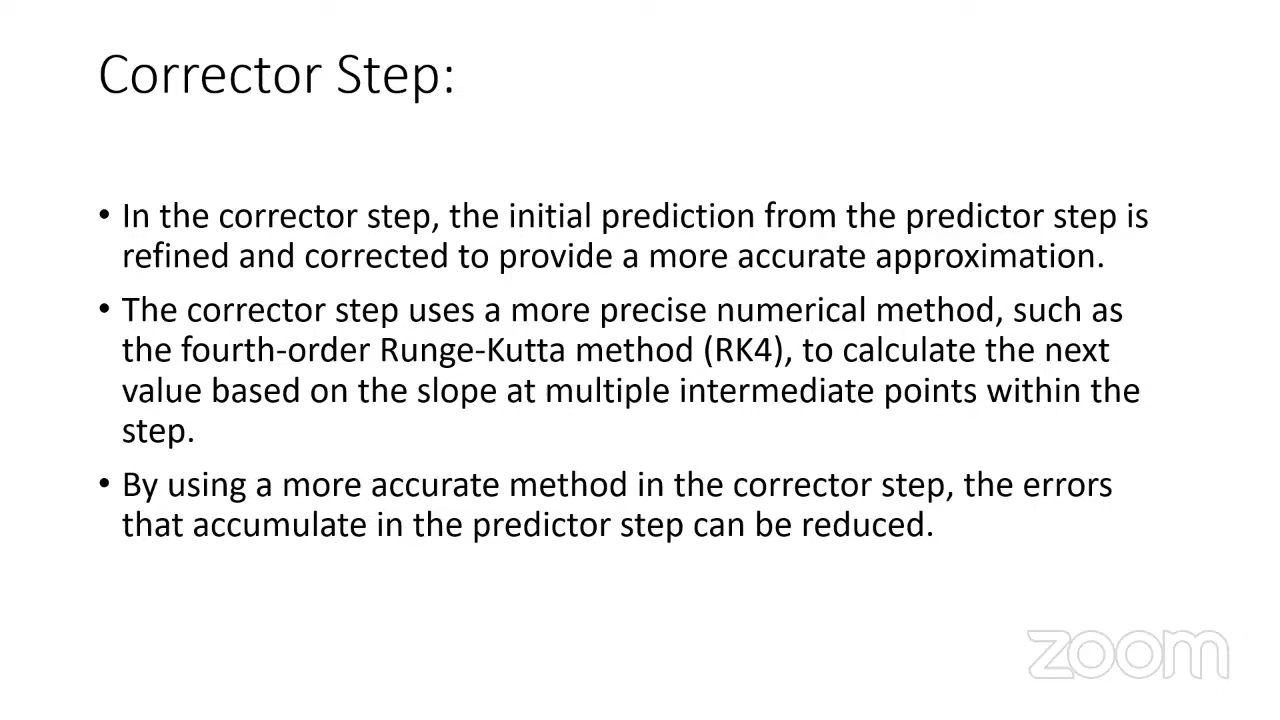 Corrector Step:
• In the corrector step, the initial prediction from the predictor step is
refined and corrected to provide a more accurate approximation.
• The corrector step uses a more precise numerical method, such as
the fourth-order Runge-Kutta method (RK4), to calculate the next
value based on the slope at multiple intermediate points within the
step.
• By using a more accurate method in the corrector step, the errors
that accumulate in the predictor step can be reduced.
zoom